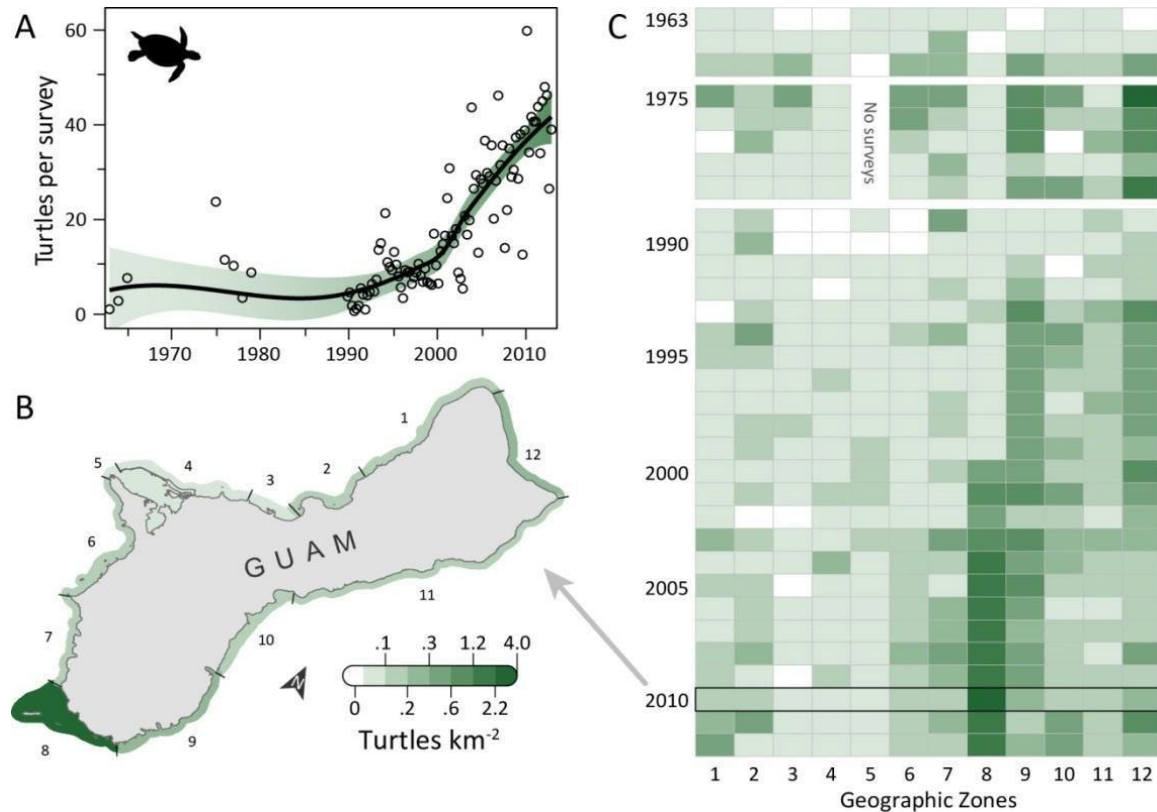 A
60
40
20
0
Turtles per survey
1970 1980 1990 2000 2010
B
1
2
3
4
5
6
7
8
9
10
11
12
GUAM
N
.1 .3 1.2 4.0
0 .2 .6 2.2
Turtles km-2
C
1963
1975
No surveys
1990
1995
2000
2005
2010
1 2 3 4 5 6 7 8 9 10 11 12
Geographic Zones